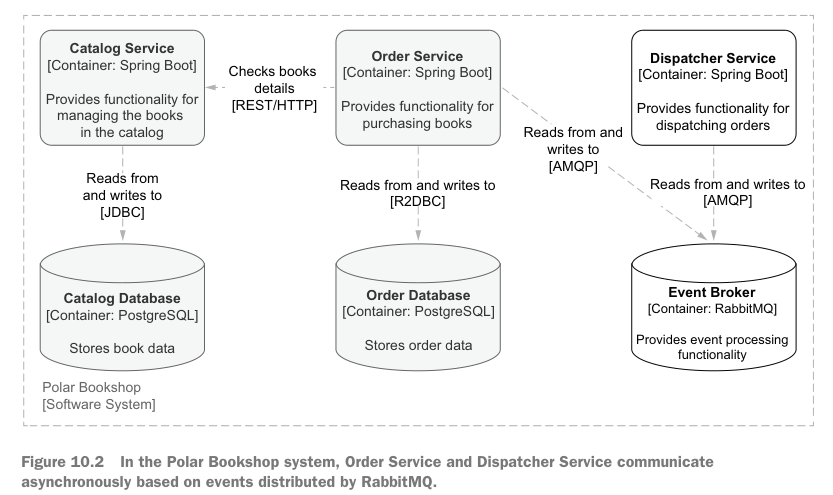 Catalog Service
[Container: Spring Boot]
Provides functionality for
managing the books
in the catalog
Checks books
details
[REST/HTTP]
Order Service
[Container: Spring Boot]
Provides functionality for
purchasing books
Dispatcher Service
[Container: Spring Boot]
Provides functionality for
dispatching orders
Reads from
and writes to
[JDBC]
Reads from and writes to
[R2DBC]
Reads from and
writes to
[AMQP]
Reads from and writes to
[AMQP]
Catalog Database
[Container: PostgreSQL]
Stores book data
Order Database
[Container: PostgreSQL]
Stores order data
Event Broker
[Container: RabbitMQ]
Provides event processing
functionality
Polar Bookshop
[Software System]
Figure 10.2 In the Polar Bookshop system, Order Service and Dispatcher Service communicate
asynchronously based on events distributed by RabbitMQ.